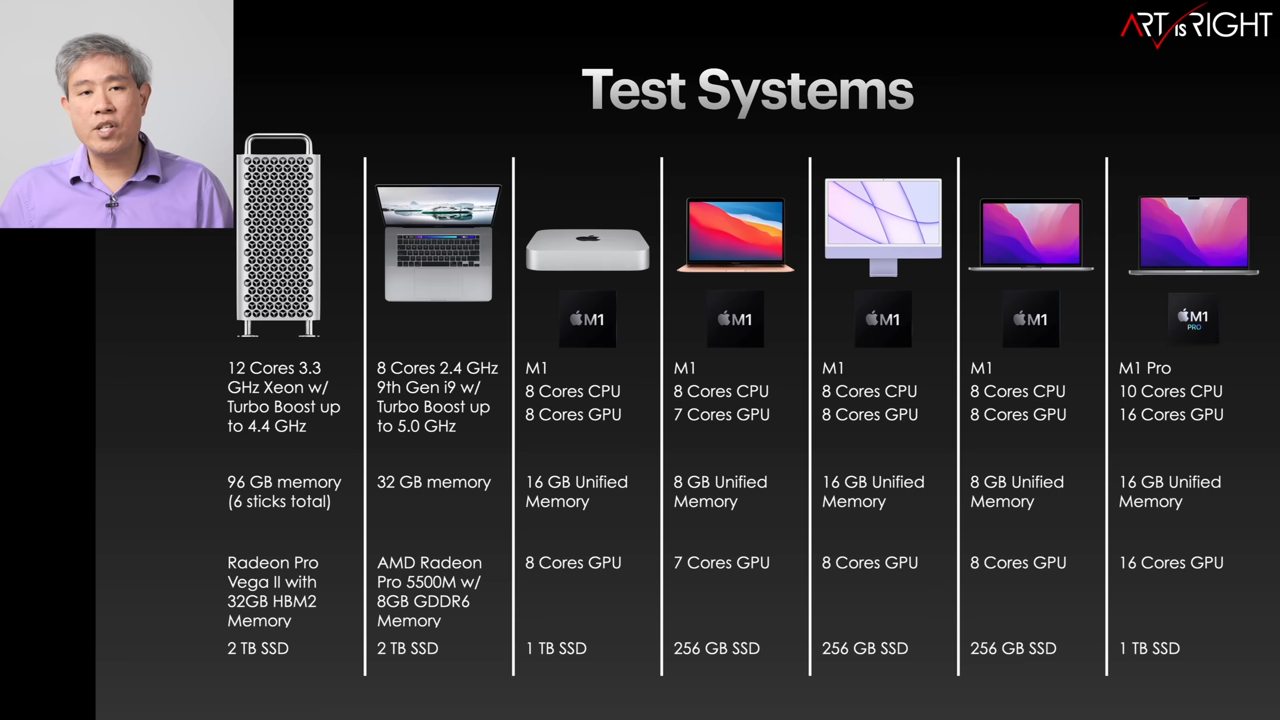 ART IS RIGHT
Test Systems
M1
M1
M1
M1
M1
PRO
12 Cores 3.3
GHz Xeon w/
Turbo Boost up
to 4.4 GHz
96 GB memory
(6 sticks total)
Radeon Pro
Vega II with
32GB HBM2
Memory
2 TB SSD
8 Cores 2.4 GHz
9th Gen i9 w/
Turbo Boost up
to 5.0 GHz
32 GB memory
AMD Radeon
Pro 5500M w/
8GB GDDR6
Memory
2 TB SSD
M1
8 Cores CPU
8 Cores GPU
16 GB Unified
Memory
8 Cores GPU
1 TB SSD
M1
8 Cores CPU
7 Cores GPU
8 GB Unified
Memory
7 Cores GPU
256 GB SSD
M1
8 Cores CPU
8 Cores GPU
16 GB Unified
Memory
8 Cores GPU
256 GB SSD
M1
8 Cores CPU
8 Cores GPU
8 GB Unified
Memory
8 Cores GPU
256 GB SSD
M1 Pro
10 Cores CPU
16 Cores GPU
16 GB Unified
Memory
16 Cores GPU
1 TB SSD